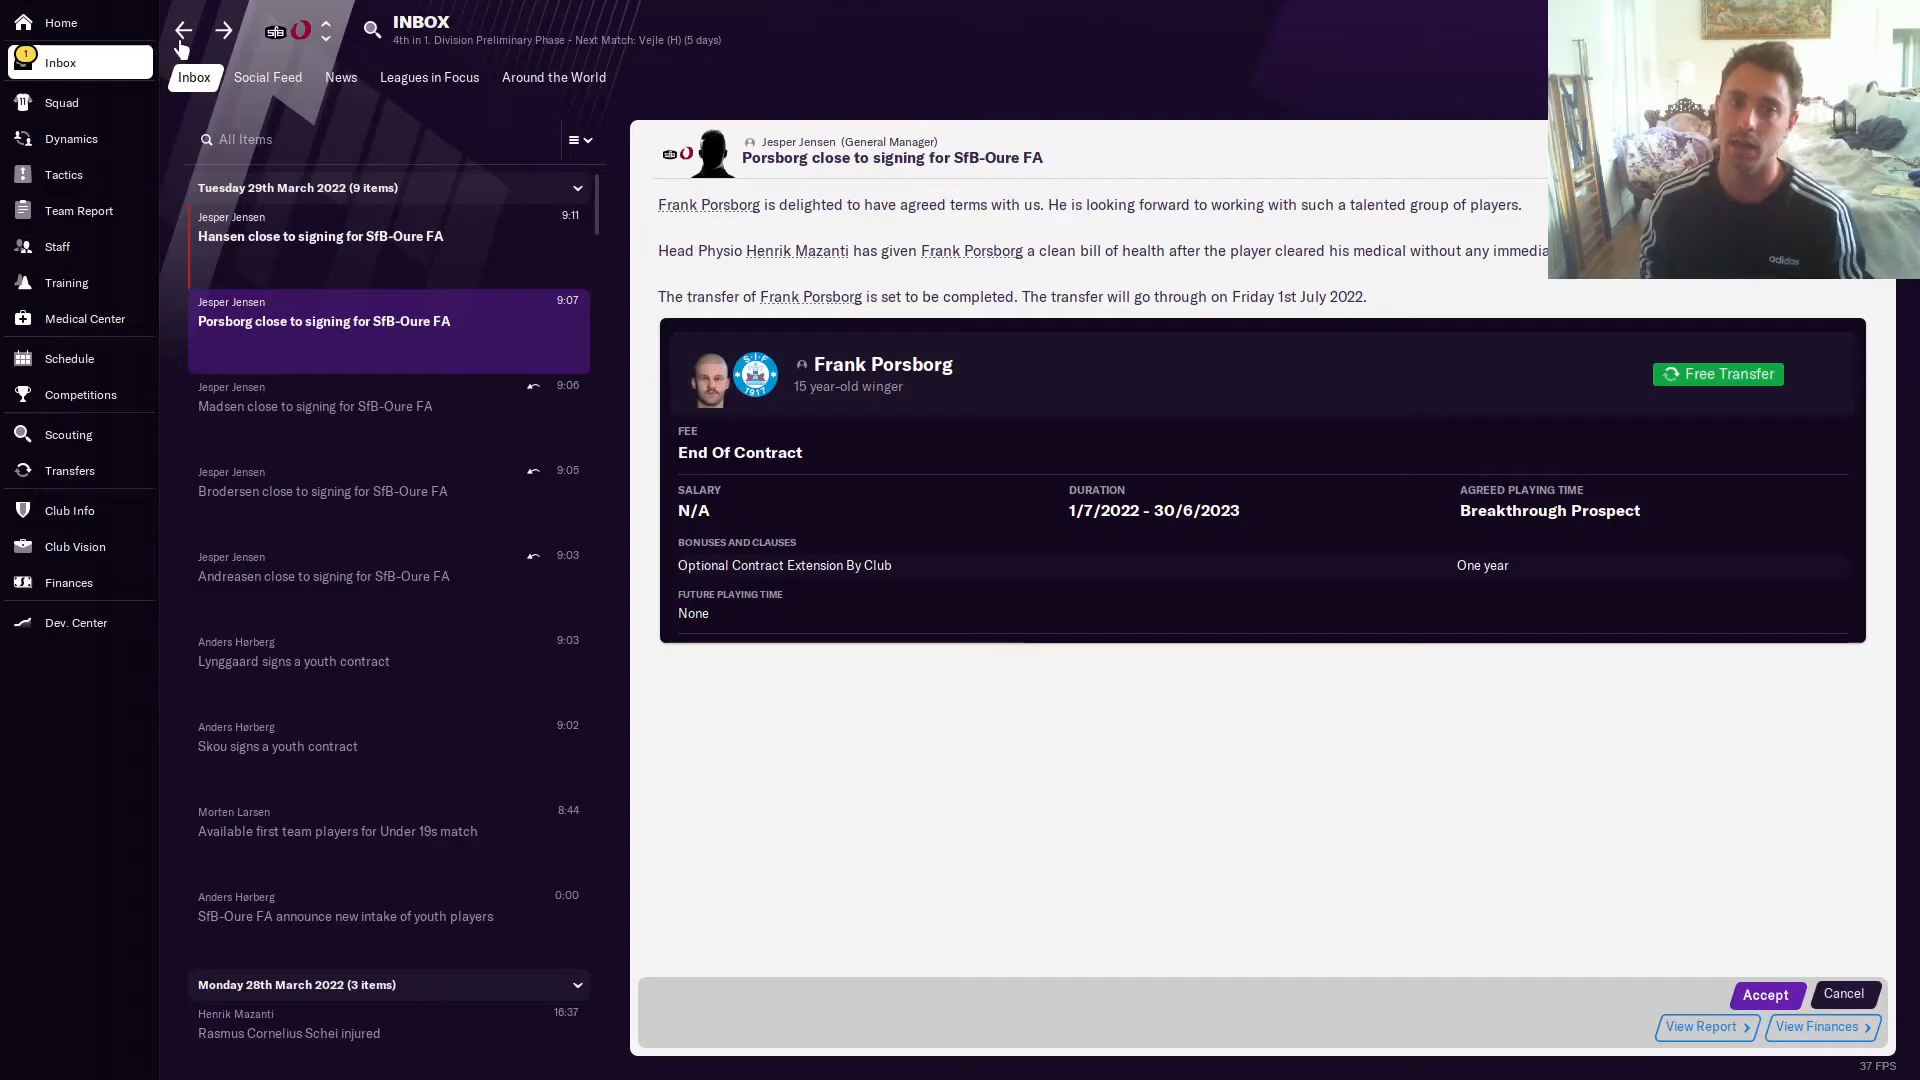 Home
1
Inbox
Squad
Dynamics
Tactics
Team Report
Staff
Training
Medical Center
Schedule
Competitions
Scouting
Transfers
Club Info
Club Vision
Finances
Dev. Center
sfb
INBOX
4th in 1. Division Preliminary Phase - Next Match: Vejle (H) (5 days)
Inbox Social Feed News Leagues in Focus Around the World
All Items
Tuesday 29th March 2022 (9 items)
Jesper Jensen 9:11
Hansen close to signing for SfB-Oure FA
Jesper Jensen 9:07
Porsborg close to signing for SfB-Oure FA
Jesper Jensen 9:06
Madsen close to signing for SfB-Oure FA
Jesper Jensen 9:05
Brodersen close to signing for SfB-Oure FA
Jesper Jensen 9:03
Andreasen close to signing for SfB-Oure FA
Anders Hørberg 9:03
Lynggaard signs a youth contract
Anders Hørberg 9:02
Skou signs a youth contract
Morten Larsen 8:44
Available first team players for Under 19s match
Anders Hørberg 0:00
SfB-Oure FA announce new intake of youth players
Monday 28th March 2022 (3 items)
Henrik Mazanti 16:37
Rasmus Cornelius Schei injured
Jesper Jensen (General Manager)
Porsborg close to signing for SfB-Oure FA
Frank Porsborg is delighted to have agreed terms with us. He is looking forward to working with such a talented group of players.
Head Physio Henrik Mazanti has given Frank Porsborg a clean bill of health after the player cleared his medical without any immedia
The transfer of Frank Porsborg is set to be completed. The transfer will go through on Friday 1st July 2022.
S.I.F
1917
Frank Porsborg
15 year-old winger
Free Transfer
FEE
End Of Contract
SALARY DURATION AGREED PLAYING TIME
N/A 1/7/2022 - 30/6/2023 Breakthrough Prospect
BONUSES AND CLAUSES
Optional Contract Extension By Club One year
FUTURE PLAYING TIME
None
Accept Cancel
View Report View Finances
37 FPS
adidas